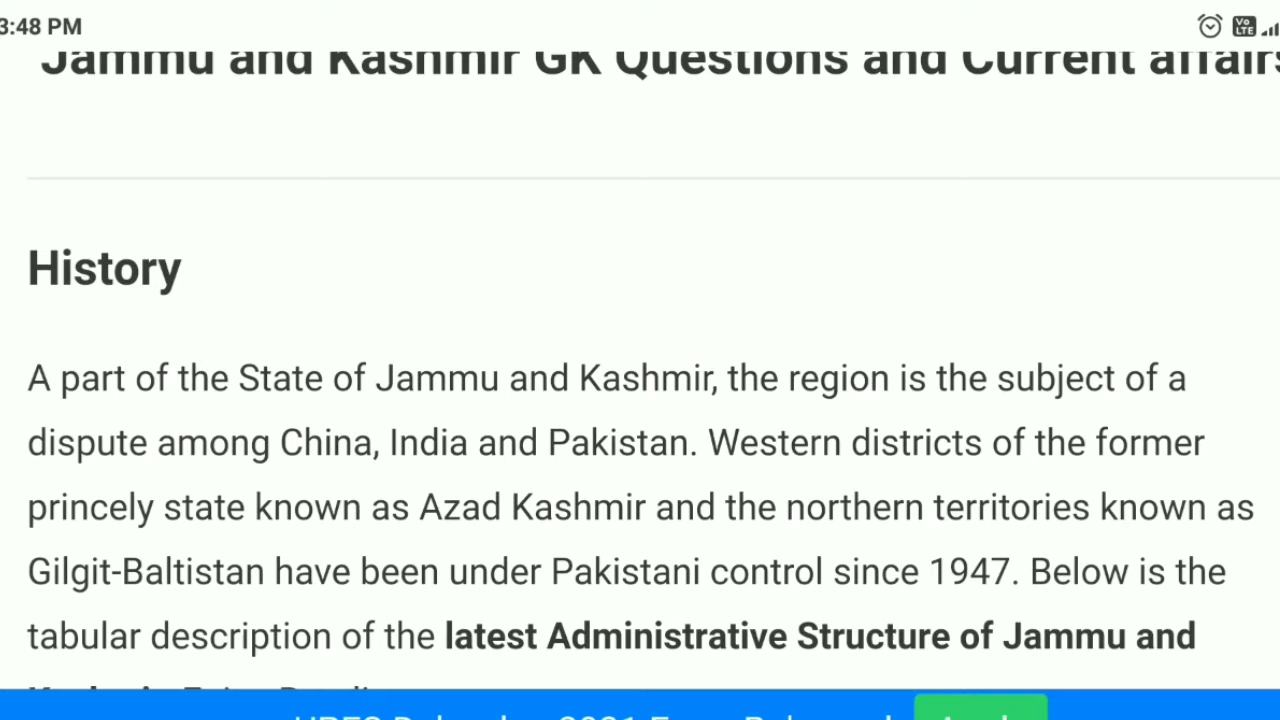 3:48 PM
Vo LTE
Jammu and Kashmir GK Questions and Current affairs
History
A part of the State of Jammu and Kashmir, the region is the subject of a
dispute among China, India and Pakistan. Western districts of the former
princely state known as Azad Kashmir and the northern territories known as
Gilgit-Baltistan have been under Pakistani control since 1947. Below is the
tabular description of the latest Administrative Structure of Jammu and